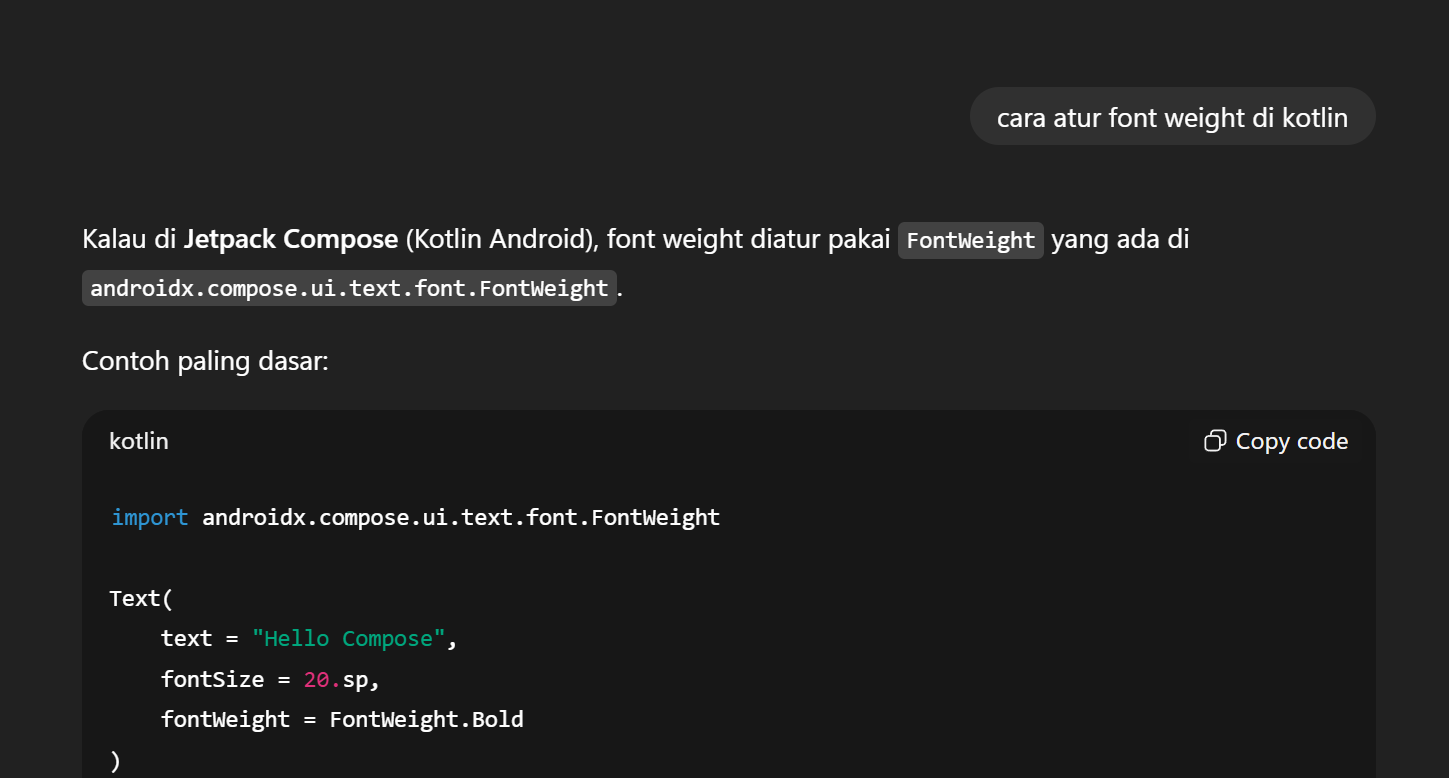 cara atur font weight di kotlin
Kalau di Jetpack Compose (Kotlin Android), font weight diatur pakai FontWeight yang ada di
androidx.compose.ui.text.font.FontWeight.
Contoh paling dasar:
kotlin
Copy code
import androidx.compose.ui.text.font.FontWeight
Text(
    text = "Hello Compose",
    fontSize = 20.sp,
    fontWeight = FontWeight.Bold
)